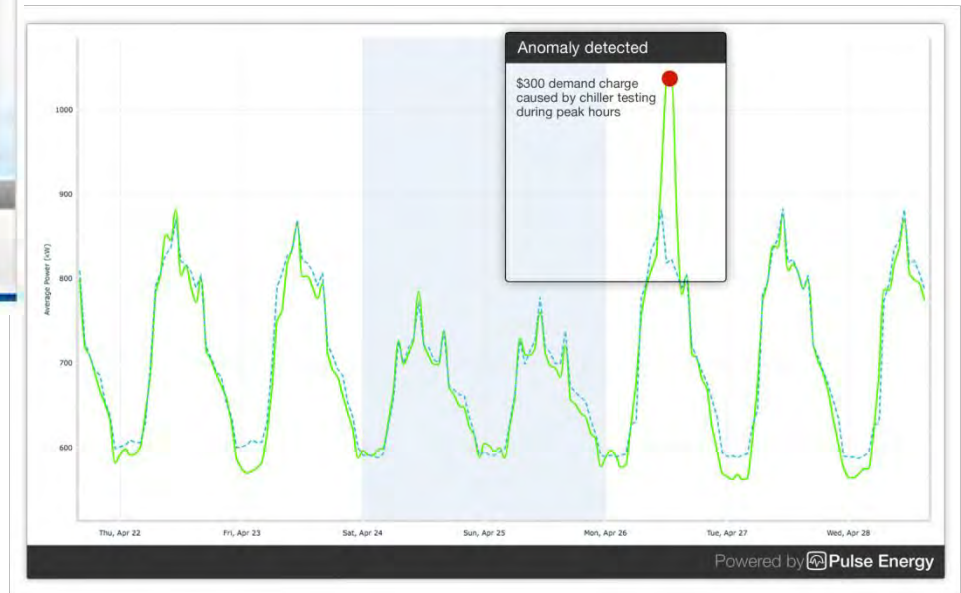 Anomaly detected
$300 demand charge
caused by chiller testing
during peak hours
1000
900
800
700
600
Average Power [kW]
Thu, Apr 22
Fri, Apr 23
Sat, Apr 24
Sun, Apr 25
Mon, Apr 26
Tue, Apr 27
Wed, Apr 28
Powered by Pulse Energy